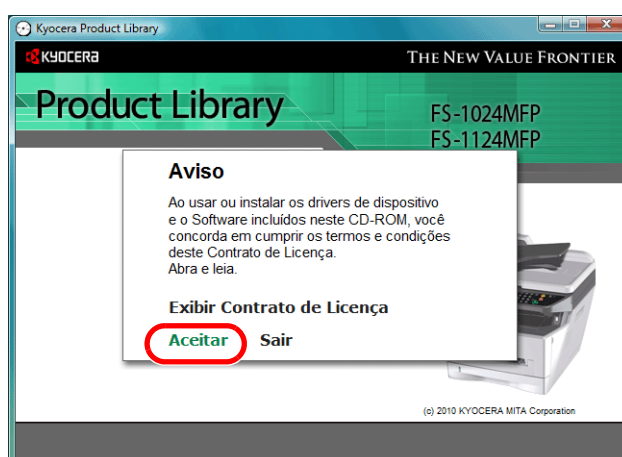 Kyocera Product Library
KYOCERA
THE NEW VALUE FRONTIER
Product Library
FS-1024MFP
FS-1124MFP
Aviso
Ao usar ou instalar os drivers de dispositivo
e o Software incluídos neste CD-ROM, você
concorda em cumprir os termos e condições
deste Contrato de Licença.
Abra e leia.
Exibir Contrato de Licença
Aceitar Sair
(c) 2010 KYOCERA MITA Corporation